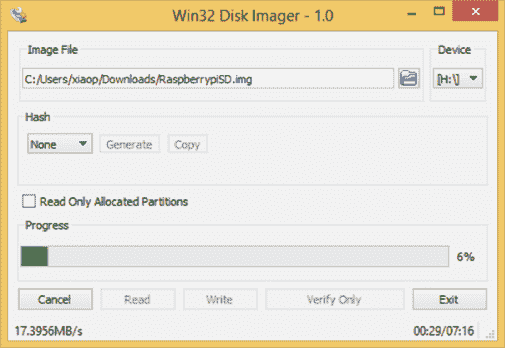 Win32 Disk Imager - 1.0
Image File
Device
C:/Users/xiaop/Downloads/RaspberrypiSD.img
[H:\]
Hash
None
Generate
Copy
Read Only Allocated Partitions
Progress
6%
Cancel
Read
Write
Verify Only
Exit
17.3956MB/s
00:29/07:16